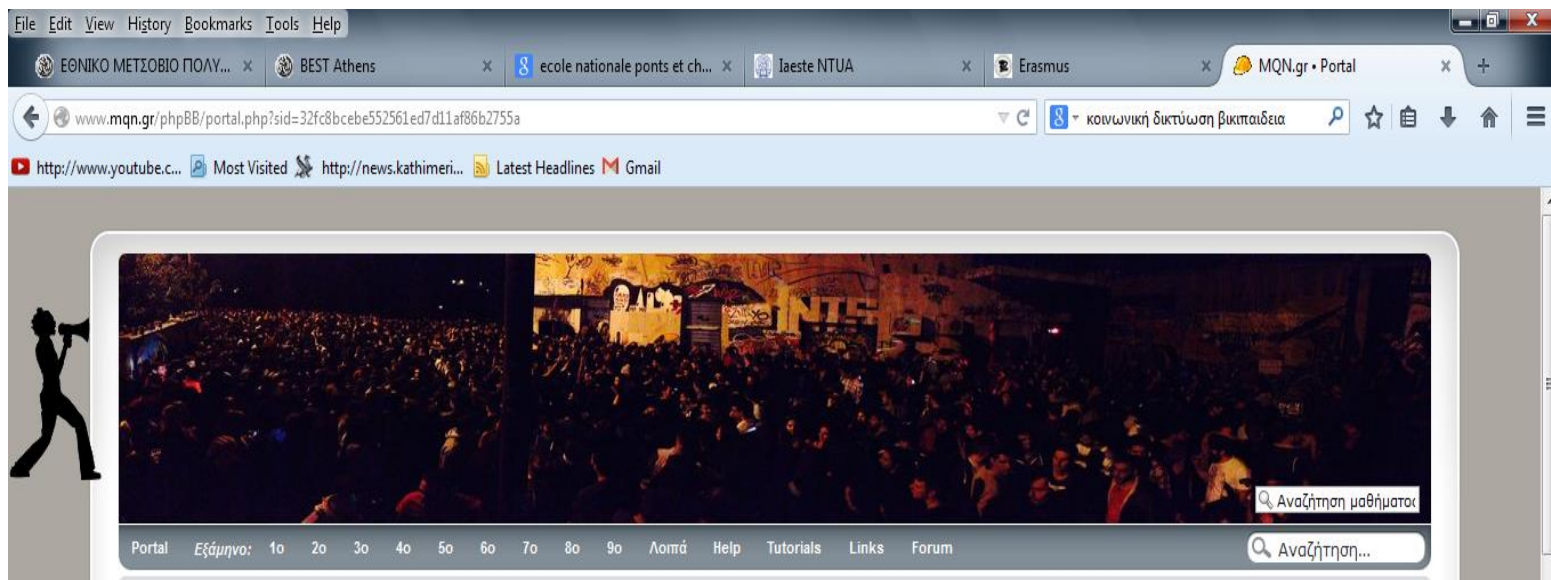 File Edit View History Bookmarks Tools Help
ΕΘΝΙΚΟ ΜΕΤΣΟΒΙΟ ΠΟΛΥ... BEST Athens ecole nationale ponts et ch... Iaeste NTUA Erasmus MQN.gr • Portal
www.mqn.gr/phpBB/portal.php?sid=32fc8bcebe552561ed7d11af86b2755a κοινωνική δικτύωση βικιπαιδεια
http://www.youtube.c... Most Visited http://news.kathimeri... Latest Headlines Gmail
Αναζήτηση μαθήματος
Portal Εξάμηνο: 1ο 2ο 3ο 4ο 5ο 6ο 7ο 8ο 9ο Λοιπά Help Tutorials Links Forum Αναζήτηση...